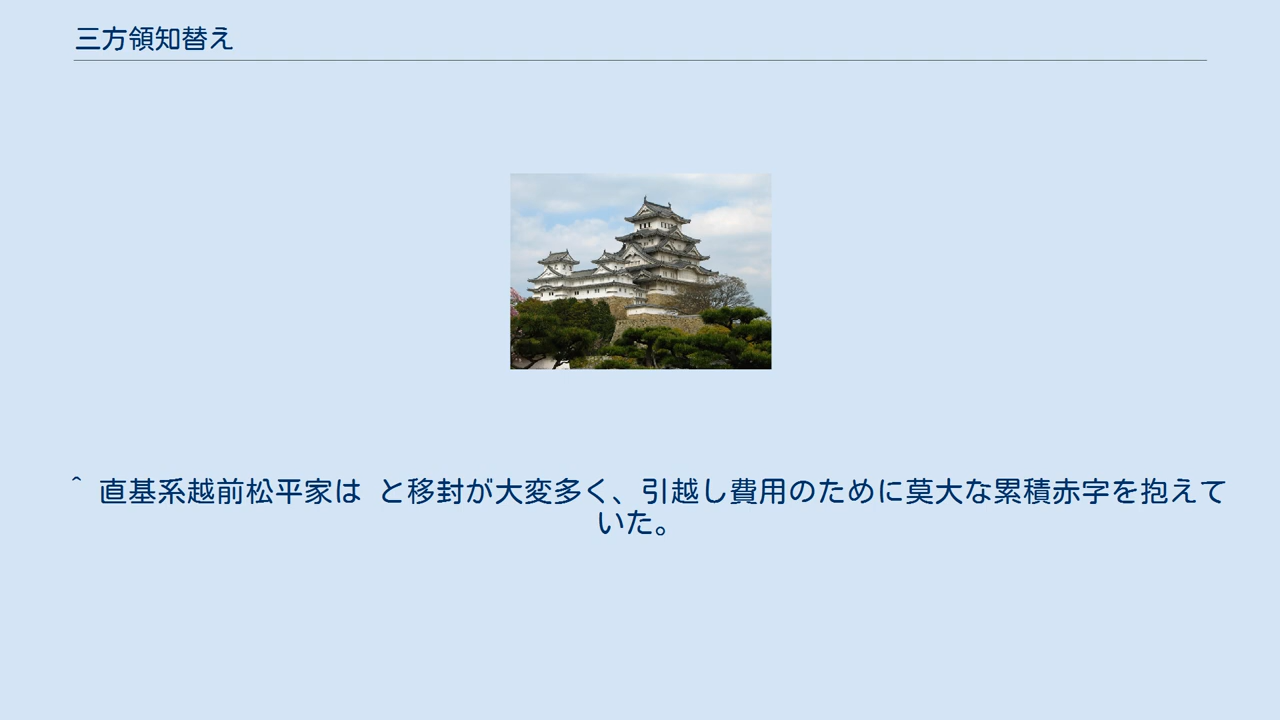 三方領知替え
^ 直基系越前松平家は と移封が大変多く、引越し費用のために莫大な累積赤字を抱えて
いた。